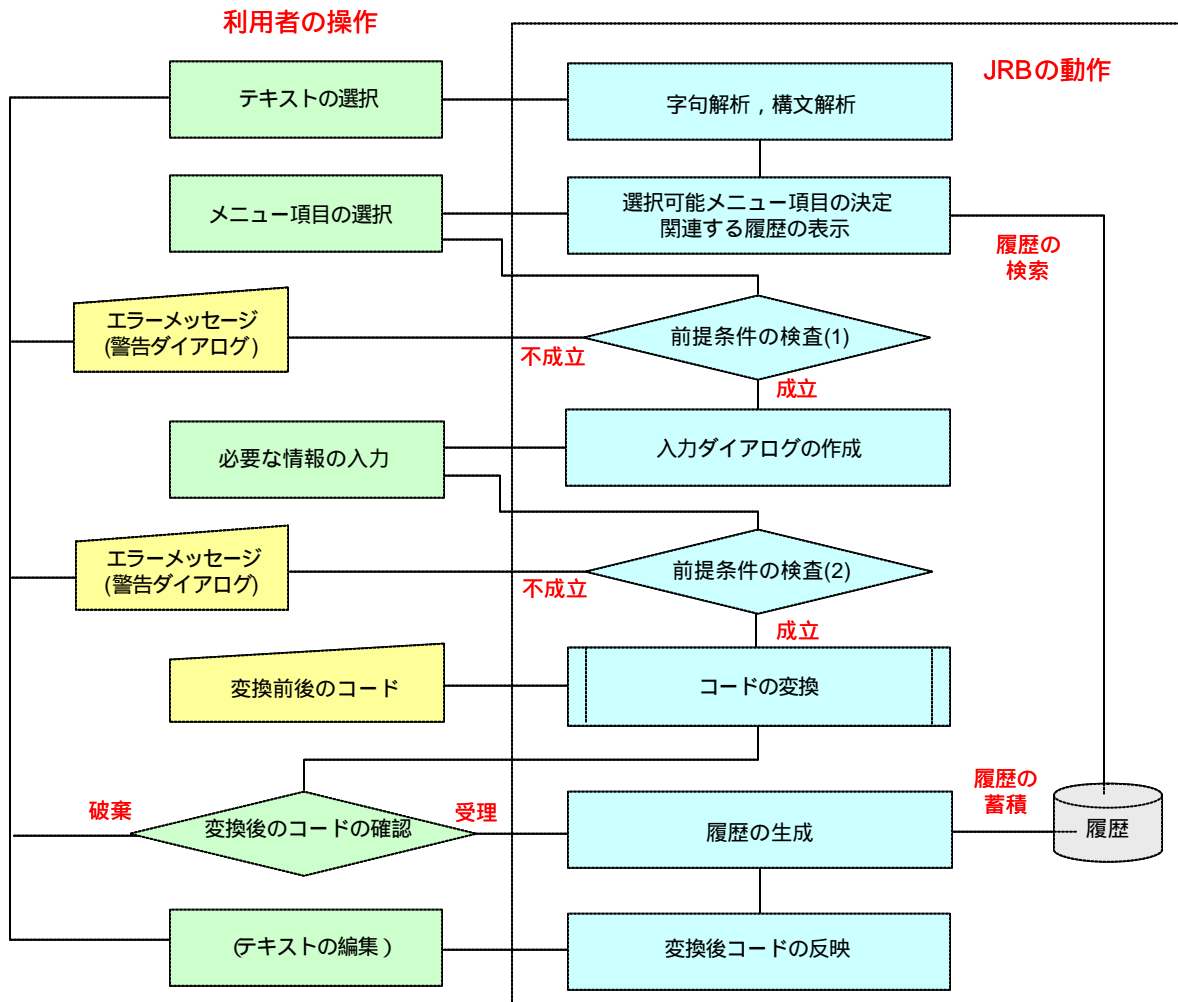 利用者の操作
JRBの動作
テキストの選択
字句解析，構文解析
メニュー項目の選択
選択可能メニュー項目の決定
関連する履歴の表示
履歴の
検索
エラーメッセージ
(警告ダイアログ)
前提条件の検査(1)
不成立
成立
必要な情報の入力
入力ダイアログの作成
エラーメッセージ
(警告ダイアログ)
前提条件の検査(2)
不成立
成立
変換前後のコード
コードの変換
破棄
変換後のコードの確認
受理
履歴の生成
履歴の
蓄積
履歴
(テキストの編集)
変換後コードの反映